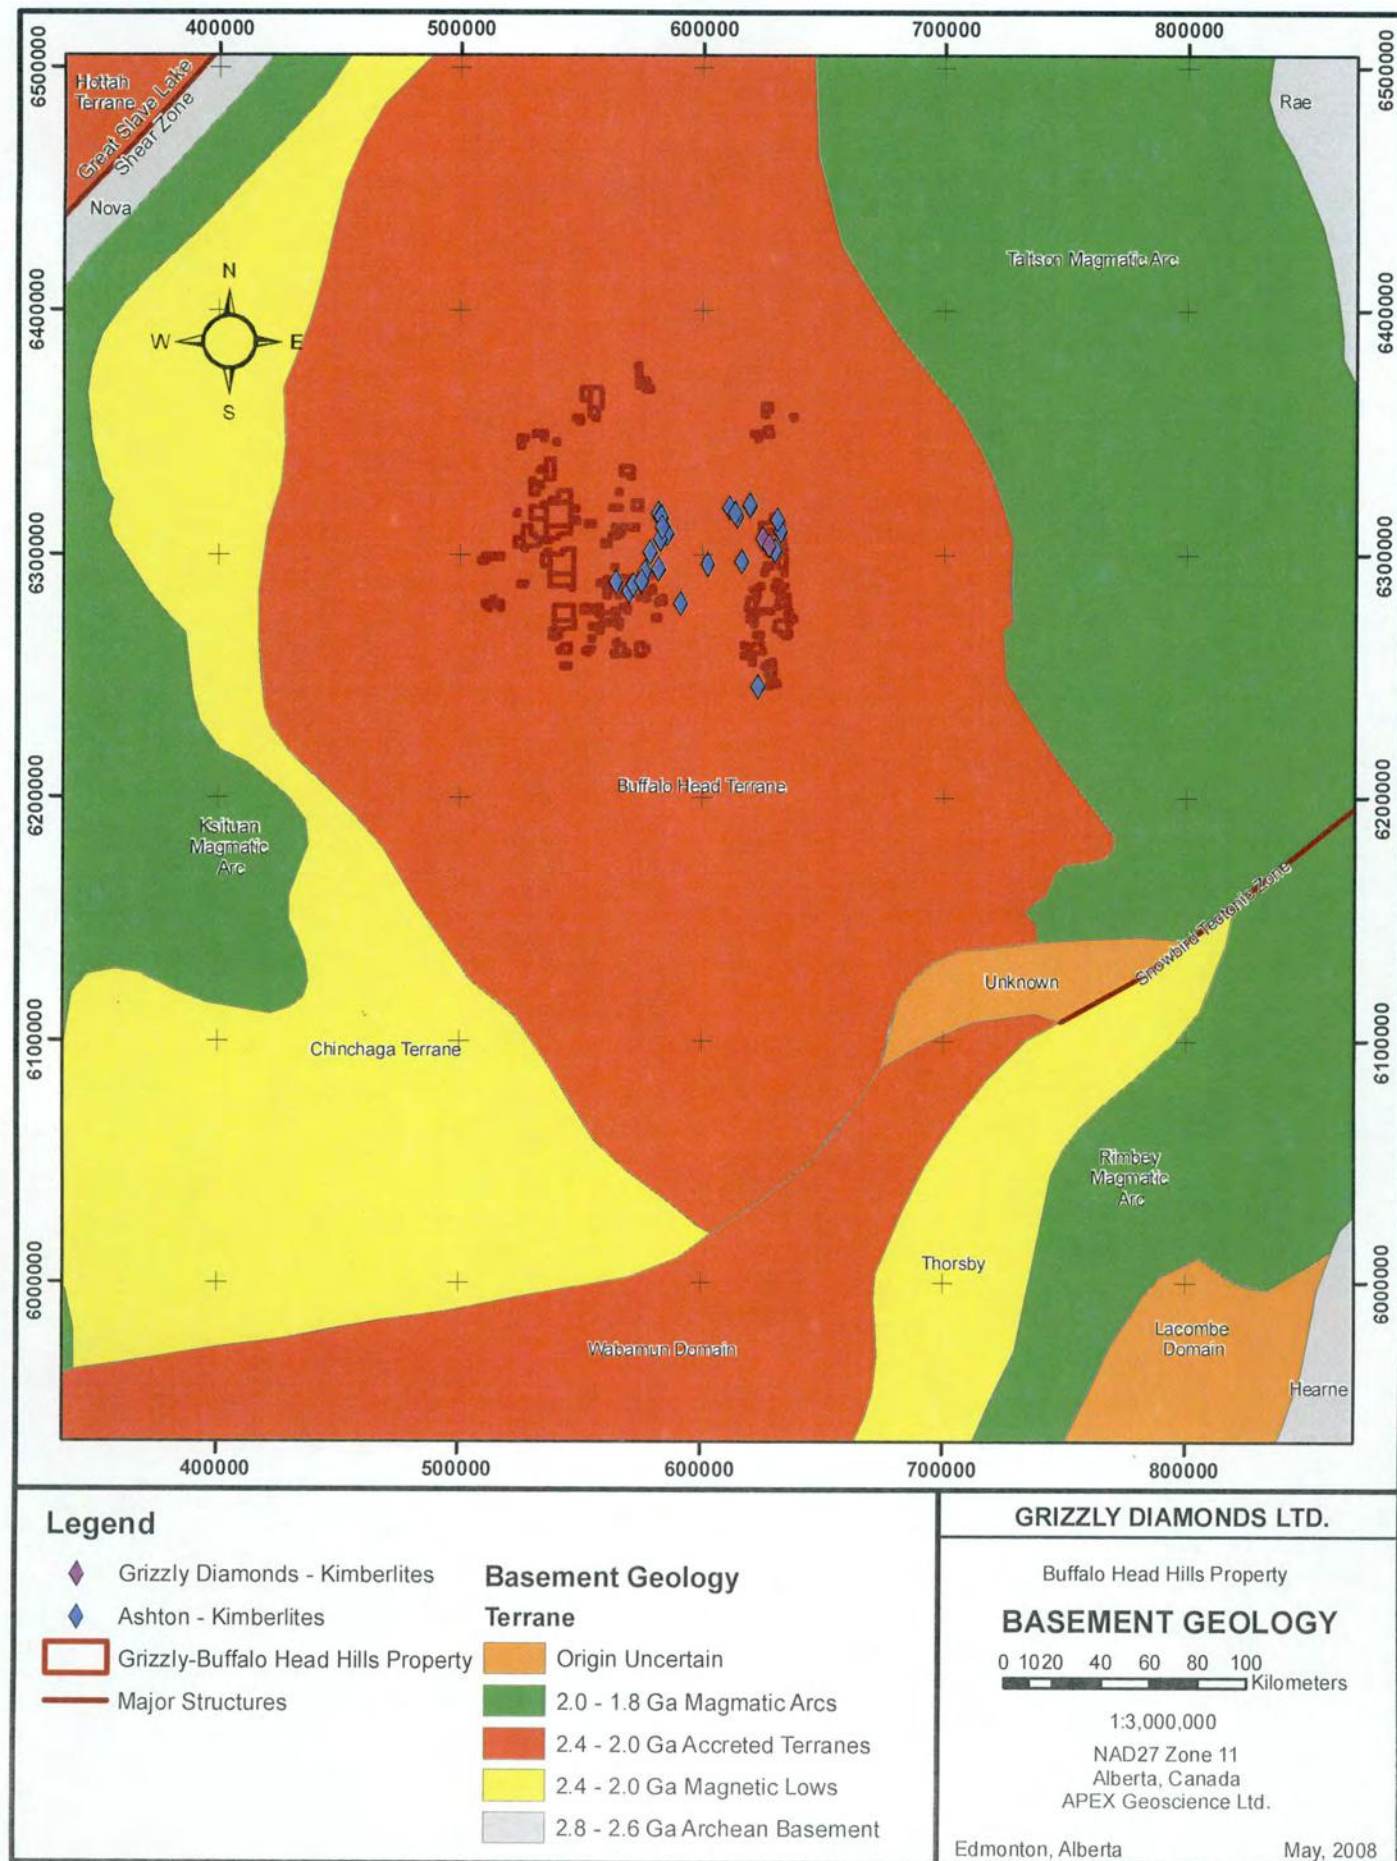 400000 500000 600000 700000 800000
6500000
6400000
6300000
6200000
6100000
6000000
6500000
6400000
6300000
6200000
6100000
6000000
Hottah
Terrane
Great Slave Lake
Shear Zone
Nova
Rae
Taltson Magmatic Arc
N
W E
S
Buffalo Head Terrane
Ksituan
Magmatic
Arc
Snowbird Tectonic Zone
Unknown
Chinchaga Terrane
Rimbey
Magmatic
Arc
Thorsby
Wabamun Domain
Lacombe
Domain
Hearne
400000 500000 600000 700000 800000
Legend
Grizzly Diamonds - Kimberlites
Ashton - Kimberlites
Grizzly-Buffalo Head Hills Property
Major Structures
Basement Geology
Terrane
Origin Uncertain
2.0 - 1.8 Ga Magmatic Arcs
2.4 - 2.0 Ga Accreted Terranes
2.4 - 2.0 Ga Magnetic Lows
2.8 - 2.6 Ga Archean Basement
GRIZZLY DIAMONDS LTD.
Buffalo Head Hills Property
BASEMENT GEOLOGY
0 10 20 40 60 80 100
Kilometers
1:3,000,000
NAD27 Zone 11
Alberta, Canada
APEX Geoscience Ltd.
Edmonton, Alberta May, 2008